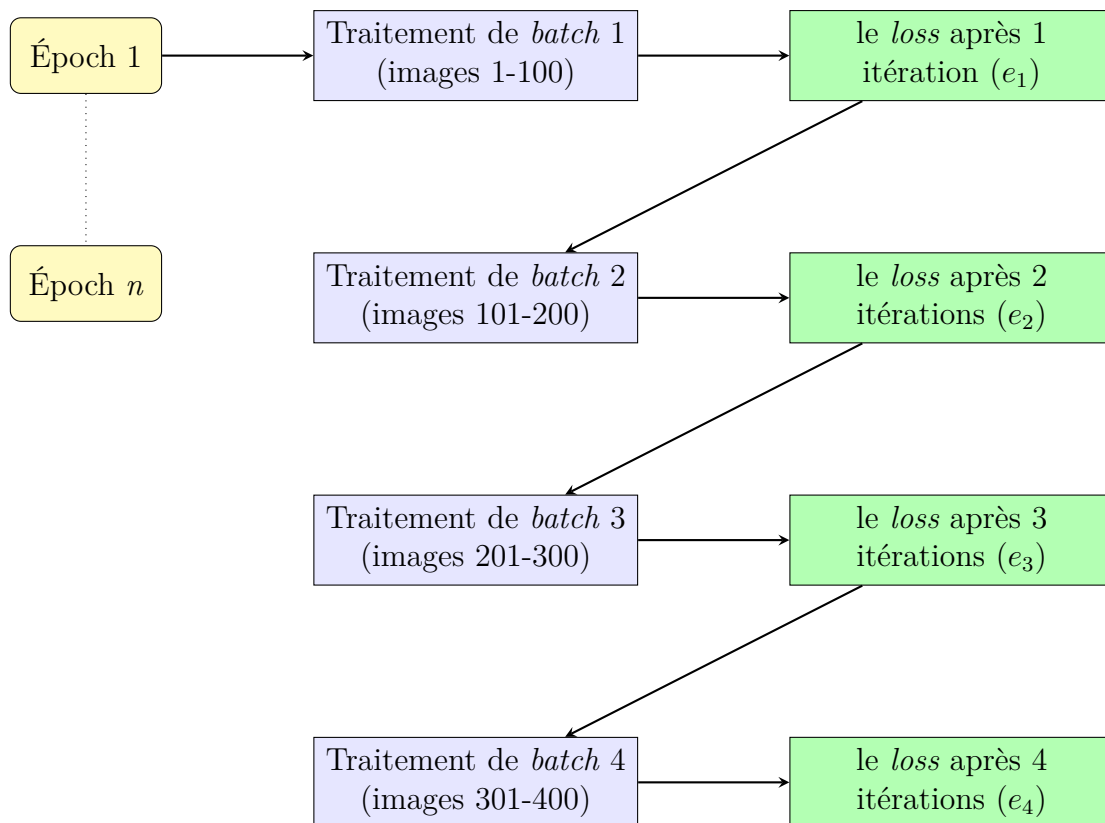 Époch 1
Traitement de batch 1
(images 1-100)
le loss après 1
itération (e₁)
Époch n
Traitement de batch 2
(images 101-200)
le loss après 2
itérations (e₂)
Traitement de batch 3
(images 201-300)
le loss après 3
itérations (e₃)
Traitement de batch 4
(images 301-400)
le loss après 4
itérations (e₄)